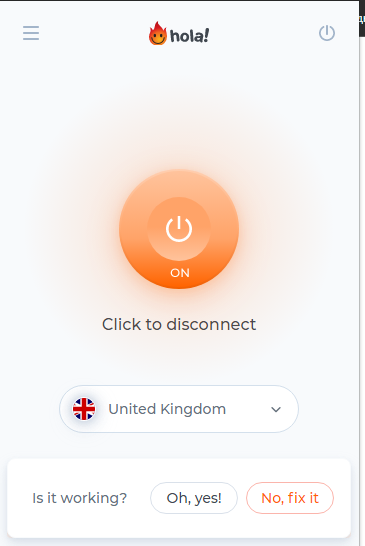 hola!
ON
Click to disconnect
United Kingdom
Is it working? Oh, yes! No, fix it